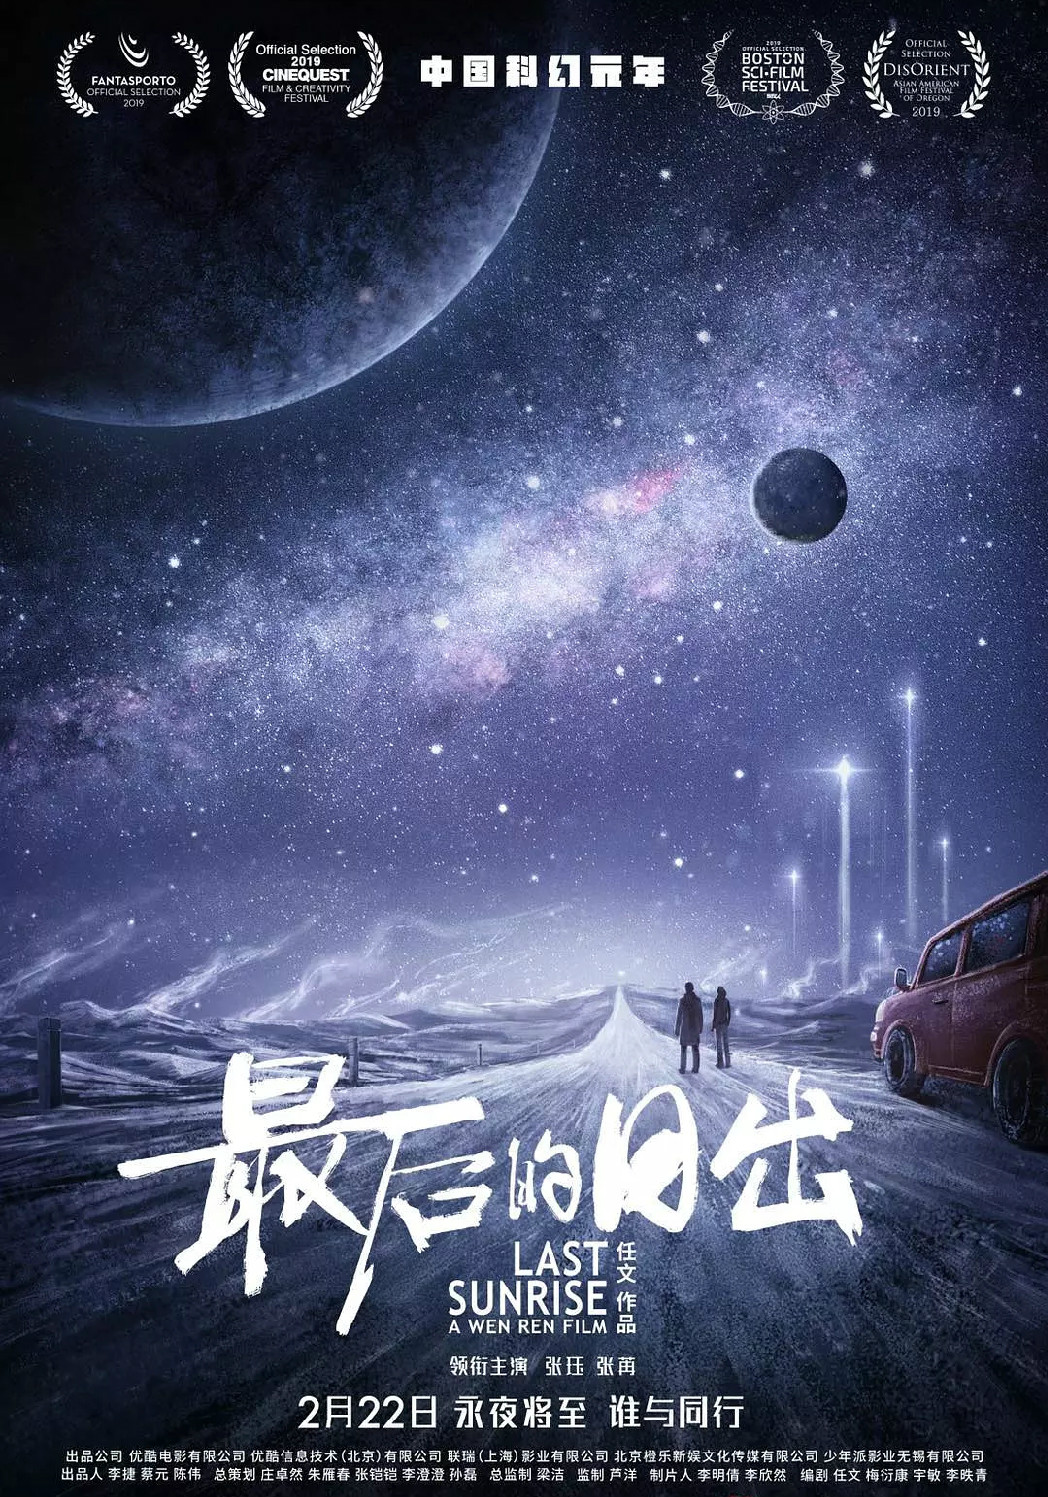 FANTASPORTO
OFFICIAL SELECTION
2019
Official Selection
2019
CINEQUEST
FILM & CREATIVITY
FESTIVAL
中国科幻元年
2019
OFFICIAL SELECTION
BOSTON
SCI-FILM
FESTIVAL
OFFICIAL
SELECTION
DISORIENT
ASIAN AMERICAN
FILM FESTIVAL
OF OREGON
2019
最后的日出
LAST
SUNRISE
A WEN REN FILM
任文作品
领衔主演 张珏 张苒
2月22日 永夜将至 谁与同行
出品公司 优酷电影有限公司 优酷信息技术(北京)有限公司 联瑞(上海)影业有限公司 北京橙乐新娱文化传媒有限公司 少年派影业无锡有限公司
出品人 李捷 蔡元 陈伟 总策划 庄卓然 朱雁春 张铠铠 李澄澄 孙磊 总监制 梁洁 监制 芦洋 制片人 李明倩 李欣然 编剧 任文 梅衍康 宇敏 李昳青